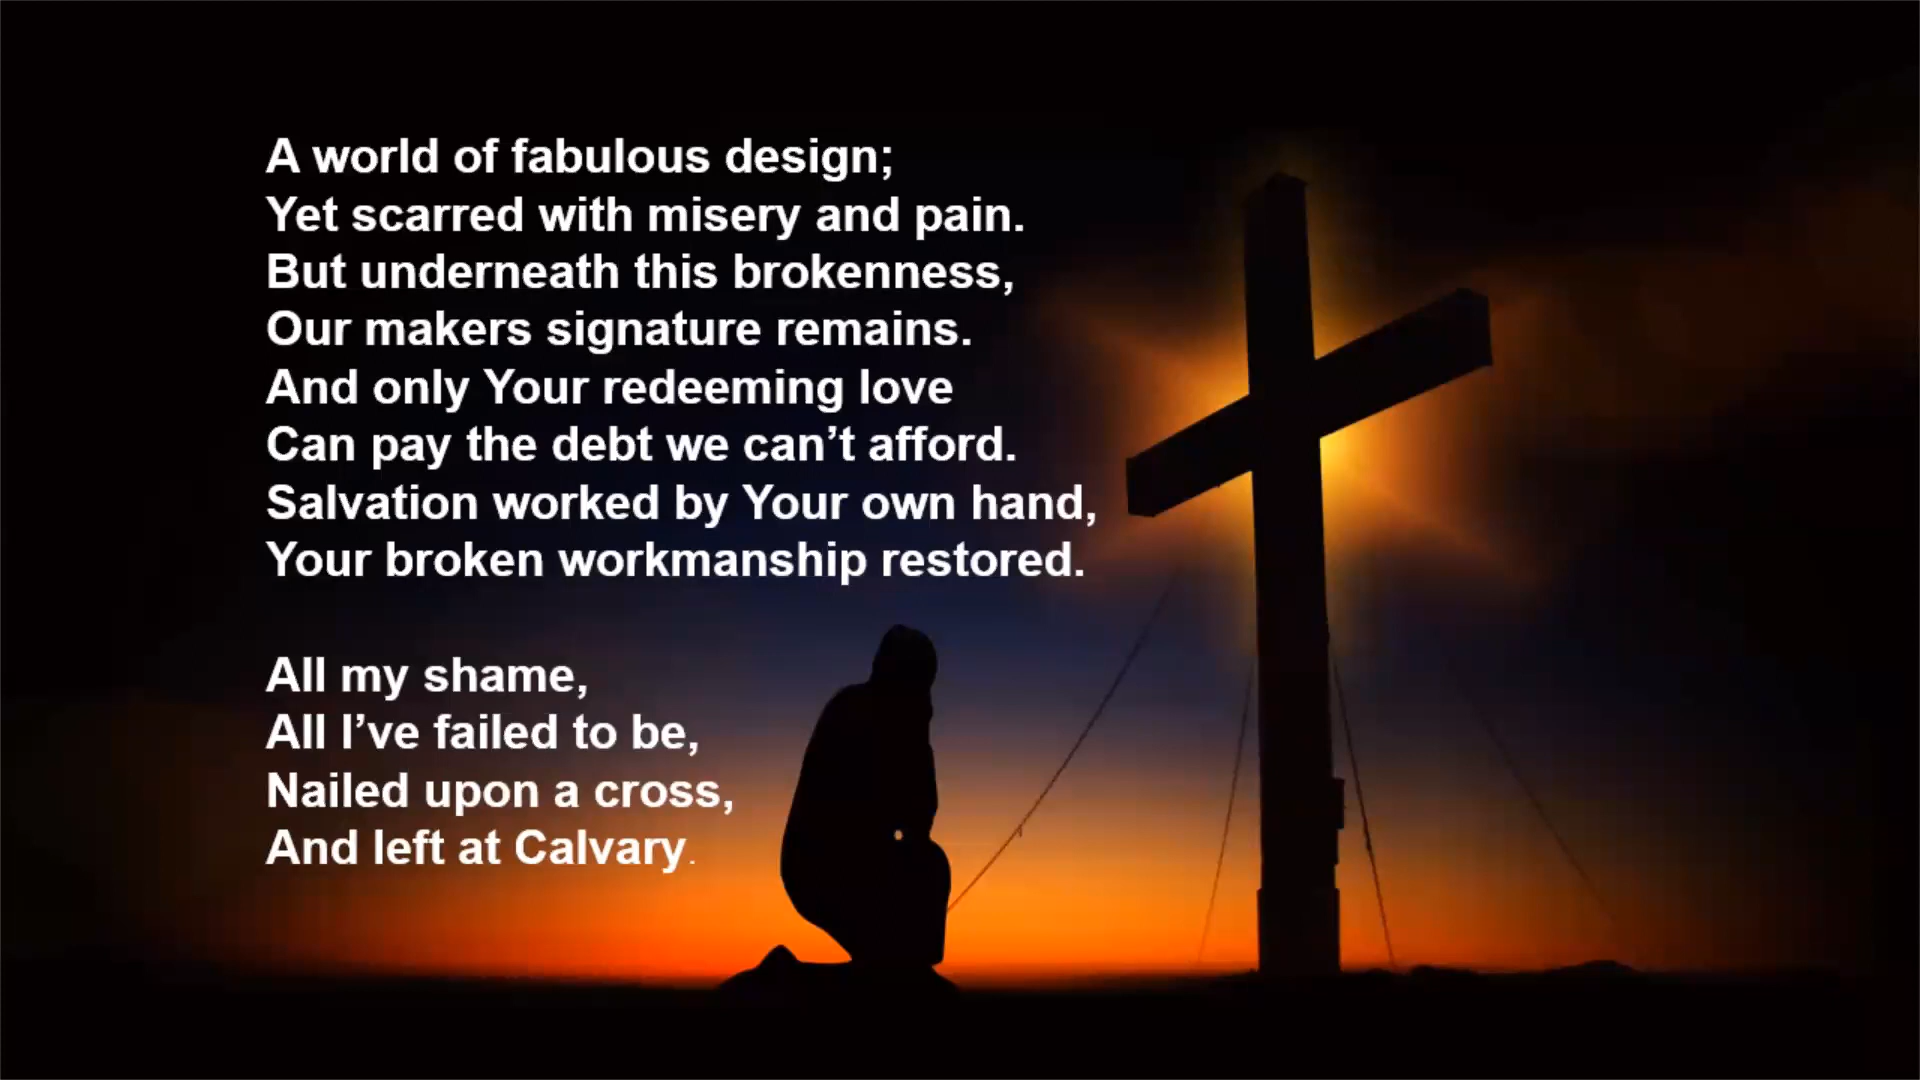 A world of fabulous design;
Yet scarred with misery and pain.
But underneath this brokenness,
Our makers signature remains.
And only Your redeeming love
Can pay the debt we can’t afford.
Salvation worked by Your own hand,
Your broken workmanship restored.
All my shame,
All I’ve failed to be,
Nailed upon a cross,
And left at Calvary.